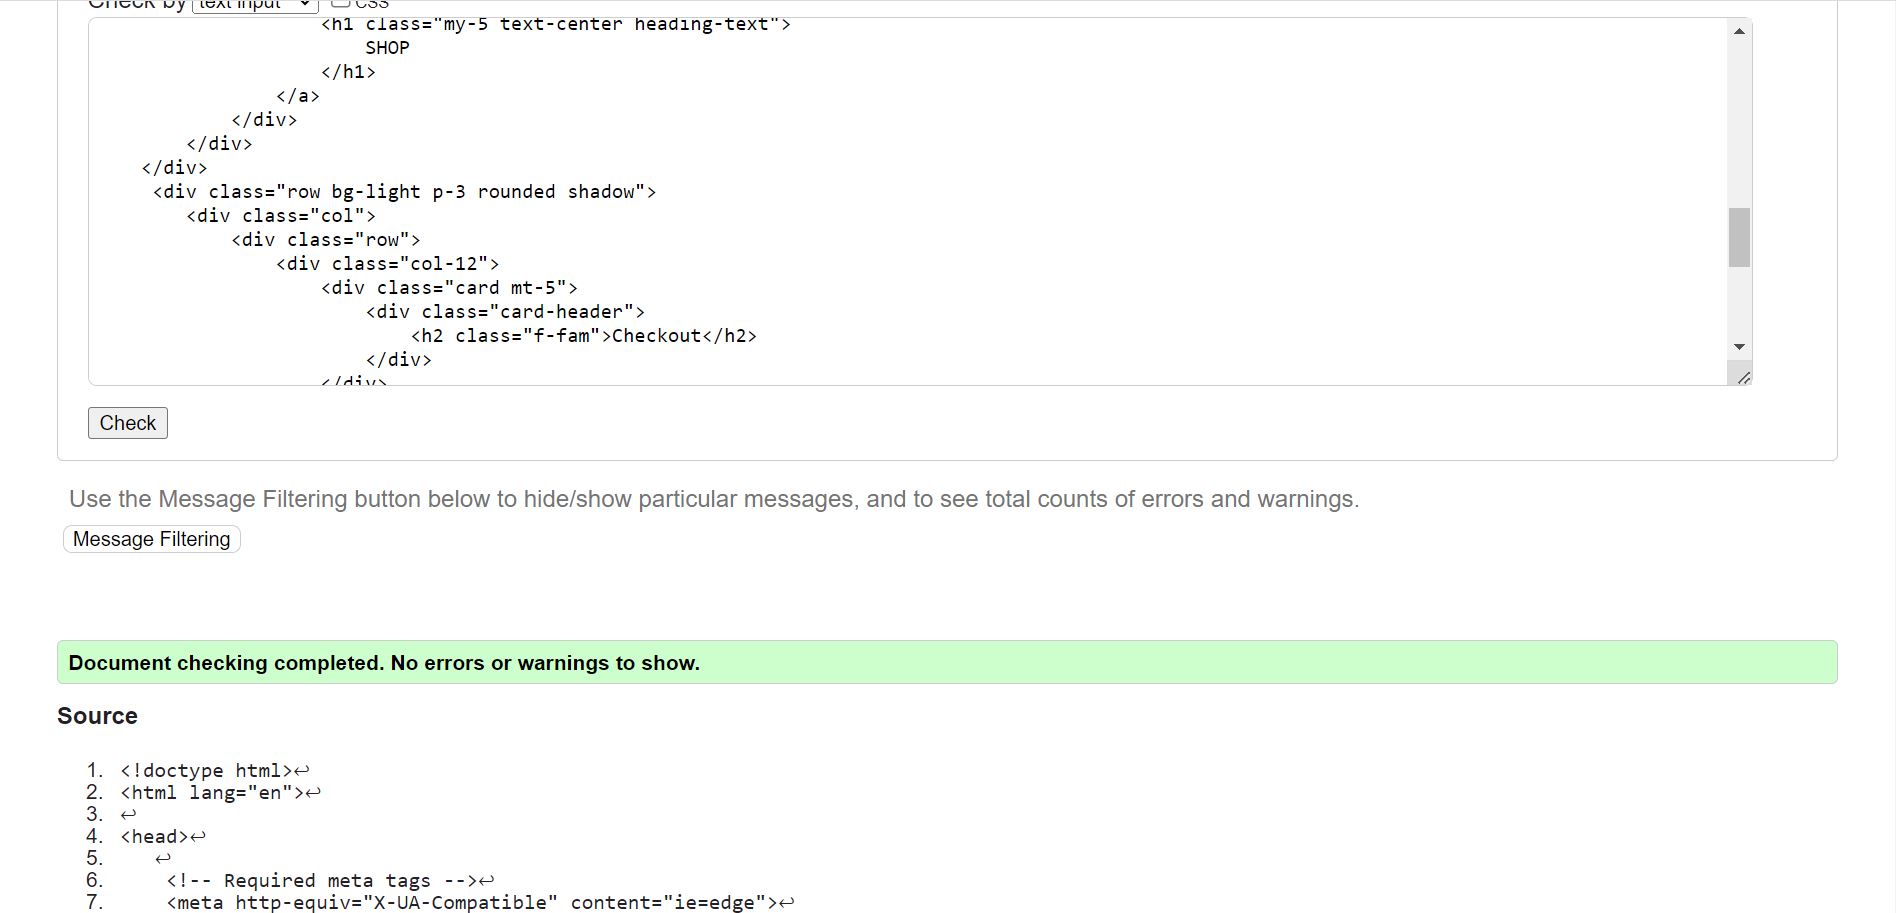 Check by text input css
<h1 class="my-5 text-center heading-text">
SHOP
</h1>
</a>
</div>
</div>
</div>
<div class="row bg-light p-3 rounded shadow">
<div class="col">
<div class="row">
<div class="col-12">
<div class="card mt-5">
<div class="card-header">
<h2 class="f-fam">Checkout</h2>
</div>
</div>
Check
Use the Message Filtering button below to hide/show particular messages, and to see total counts of errors and warnings.
Message Filtering
Document checking completed. No errors or warnings to show.
Source
1. <!doctype html>↩
2. <html lang="en">↩
3. ↩
4. <head>↩
5. ↩
6. <!-- Required meta tags -->↩
7. <meta http-equiv="X-UA-Compatible" content="ie=edge">↩